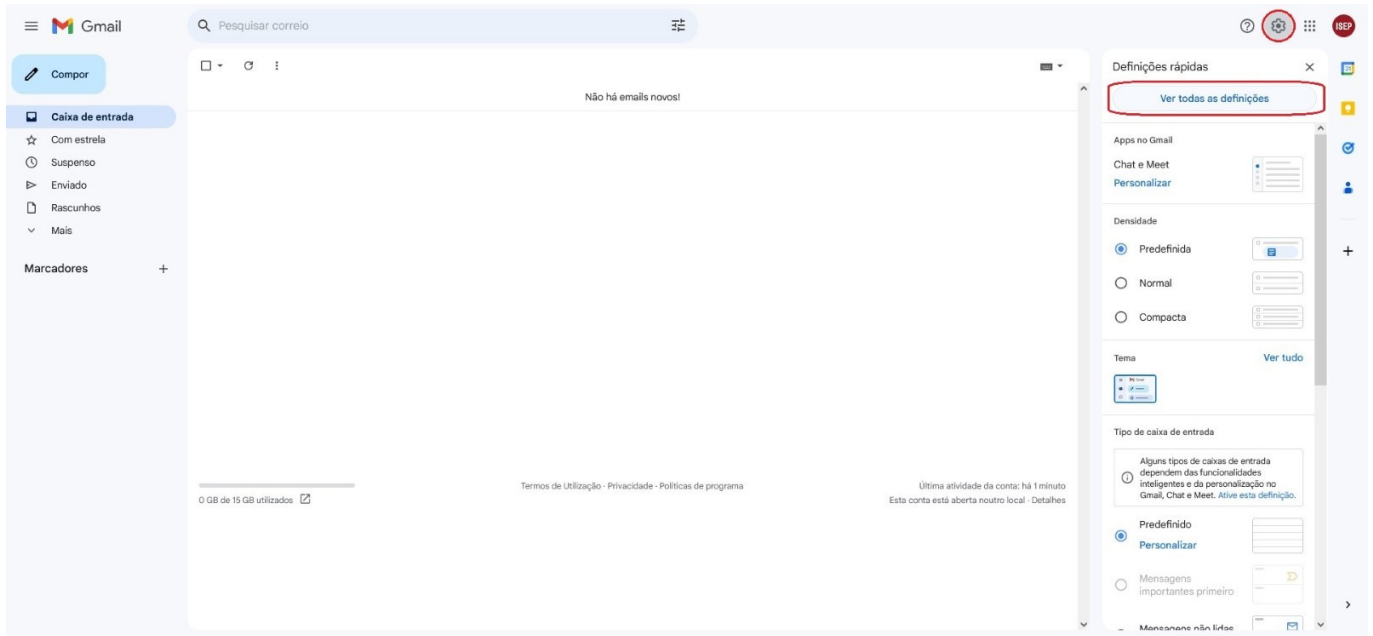 Gmail
Pesquisar correio
ISEP
Compor
Caixa de entrada
Com estrela
Suspenso
Enviado
Rascunhos
Mais
Marcadores
Não há emails novos!
0 GB de 15 GB utilizados
Termos de Utilização · Privacidade · Políticas de programa
Última atividade da conta: há 1 minuto
Esta conta está aberta noutro local · Detalhes
Definições rápidas
Ver todas as definições
Apps no Gmail
Chat e Meet
Personalizar
Densidade
Predefinida
Normal
Compacta
Tema
Ver tudo
Tipo de caixa de entrada
Alguns tipos de caixas de entrada
dependem das funcionalidades
inteligentes e da personalização no
Gmail, Chat e Meet. Ative esta definição.
Predefinido
Personalizar
Mensagens
importantes primeiro
Mensagens não lidas